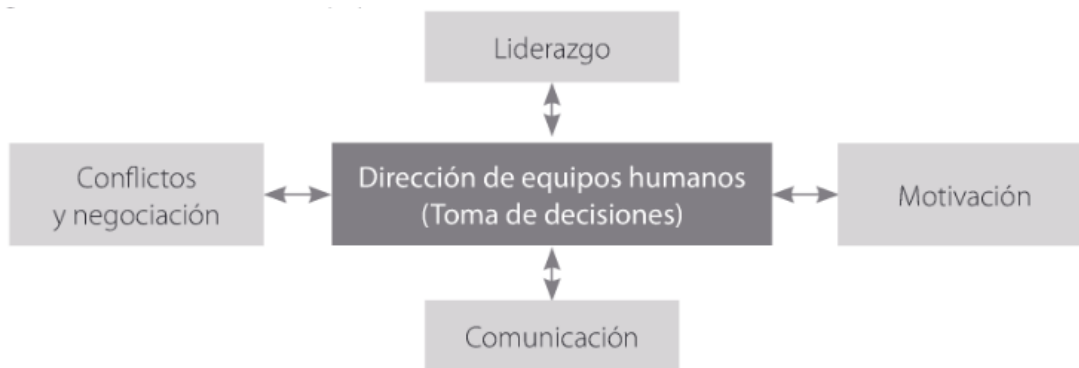 Liderazgo
Conflictos
y negociación
Dirección de equipos humanos
(Toma de decisiones)
Motivación
Comunicación